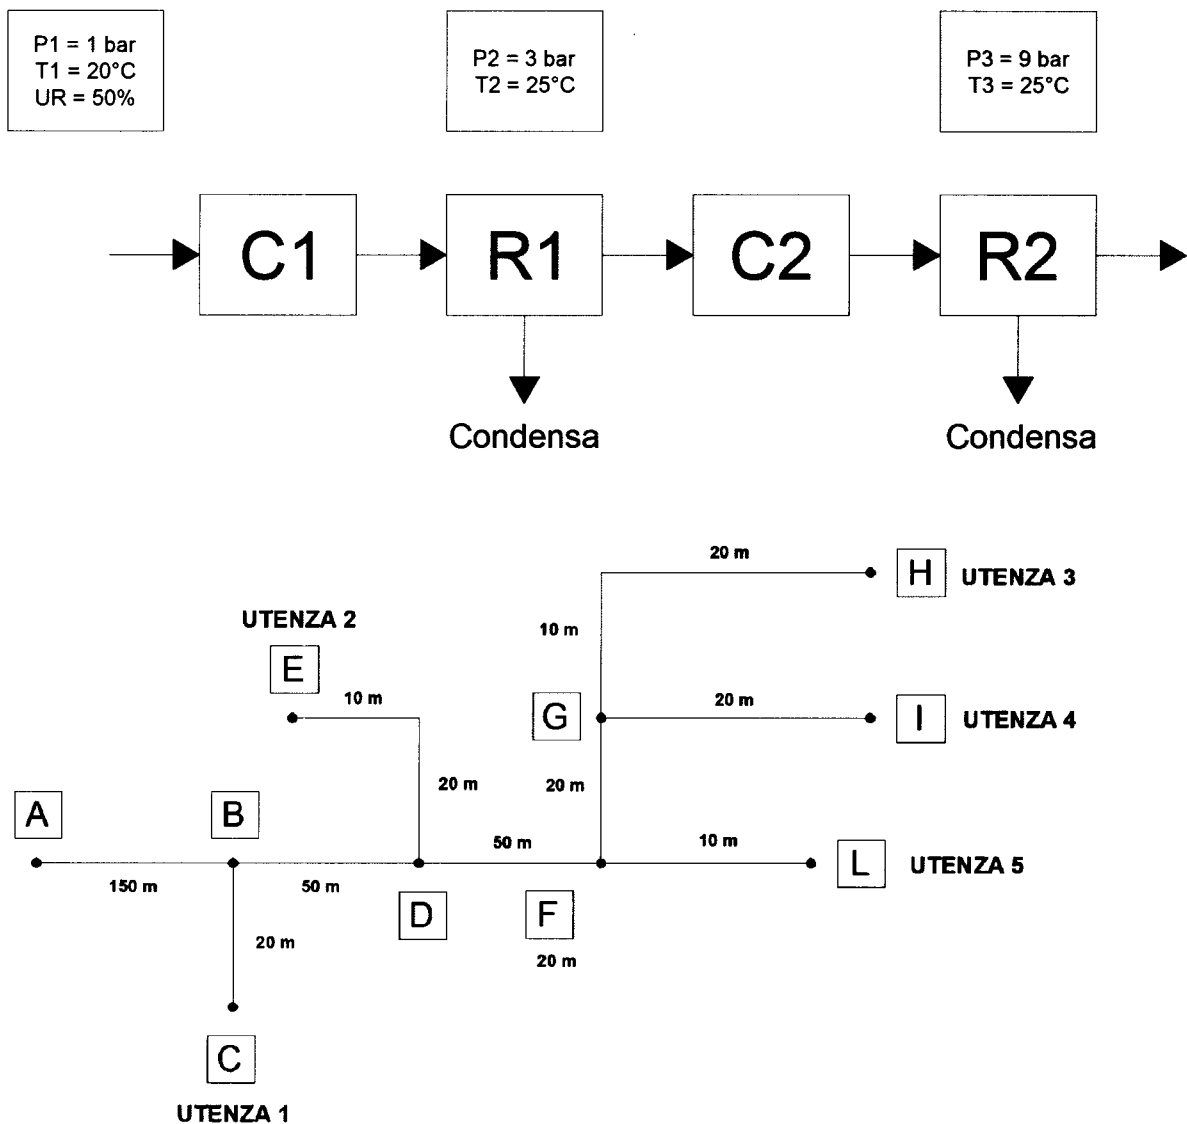 P1 = 1 bar
T1 = 20°C
UR = 50%
P2 = 3 bar
T2 = 25°C
P3 = 9 bar
T3 = 25°C
C1
R1
C2
R2
Condensa
Condensa
20 m
H
UTENZA 3
UTENZA 2
10 m
E
10 m
20 m
G
I
UTENZA 4
20 m
20 m
A
B
50 m
10 m
L
UTENZA 5
150 m
50 m
D
F
20 m
20 m
C
UTENZA 1